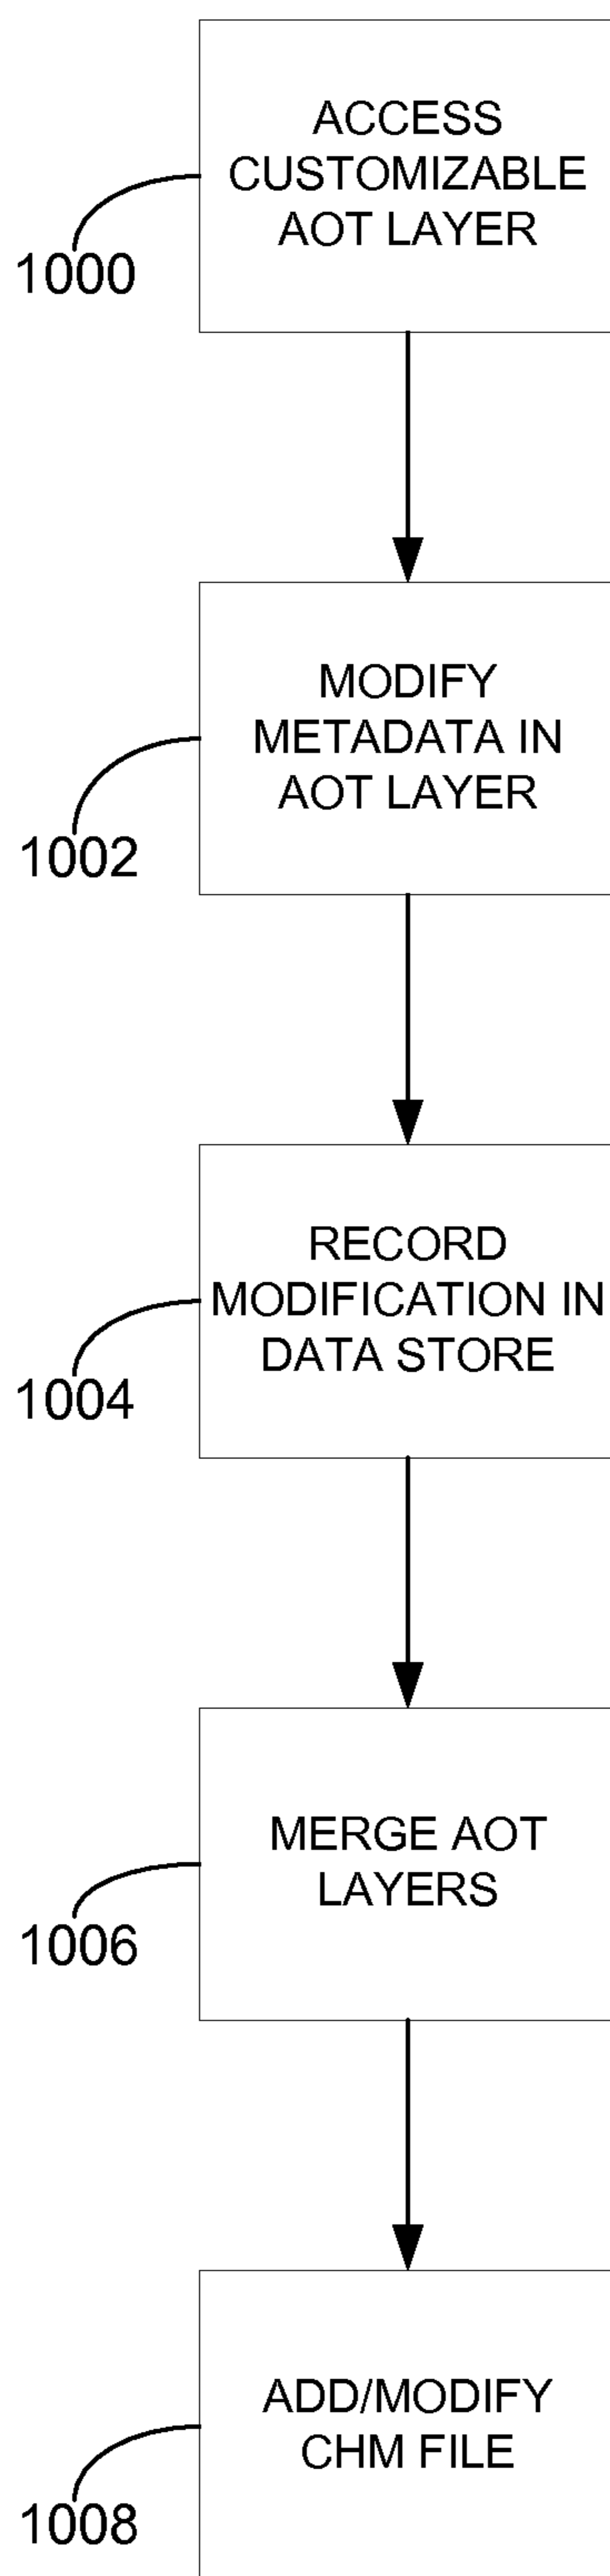 ACCESS
CUSTOMIZABLE
AOT LAYER
1000
MODIFY
METADATA IN
AOT LAYER
1002
RECORD
MODIFICATION IN
DATA STORE
1004
MERGE AOT
LAYERS
1006
ADD/MODIFY
CHM FILE
1008